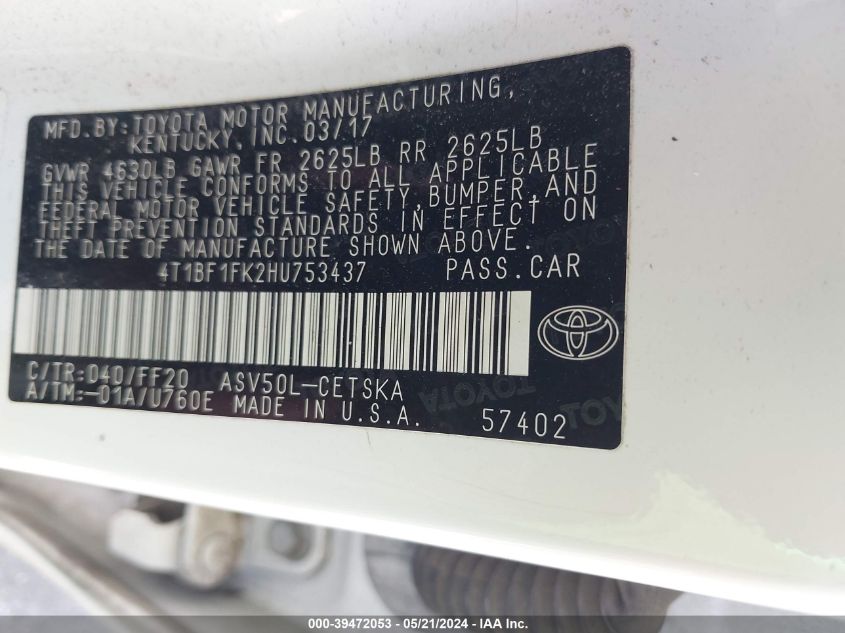 MFD. BY: TOYOTA MOTOR MANUFACTURING,
KENTUCKY, INC. 03/17
GVWR 4630LB GAWR FR 2625LB RR 2625LB
THIS VEHICLE CONFORMS TO ALL APPLICABLE
FEDERAL MOTOR VEHICLE SAFETY, BUMPER, AND
THEFT PREVENTION STANDARDS IN EFFECT ON
THE DATE OF MANUFACTURE SHOWN ABOVE.
4T1BF1FK2HU753437 PASS.CAR
C/TR: 040/FF20 ASV50L-CETSKA
A/TM:-01A/U760E MADE IN U.S.A. 57402
TOYOTA
000-39472053 - 05/21/2024 - IAA Inc.